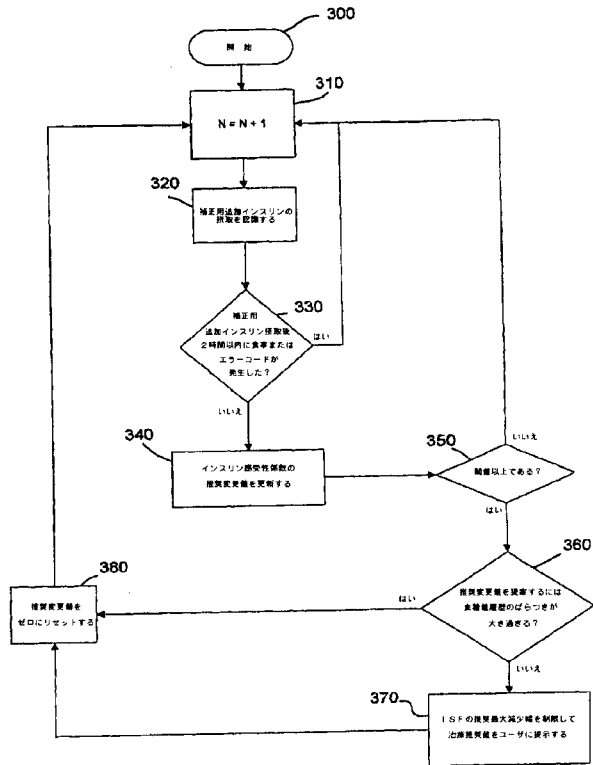 300
開始
310
N = N + 1
320
補正用追加インスリンの
摂取を認識する
330
補正用
追加インスリン摂取後
2時間以内に食事または
エラーコードが
発生した?
はい
いいえ
340
インスリン感受性係数の
推奨変更値を更新する
350
閾値以上である?
いいえ
はい
360
推奨変更値を提案するには
血糖値履歴のばらつきが
大き過ぎる?
はい
いいえ
380
推奨変更値を
ゼロにリセットする
370
ISFの推奨最大減少幅を制限して
治療推奨値をユーザに提示する